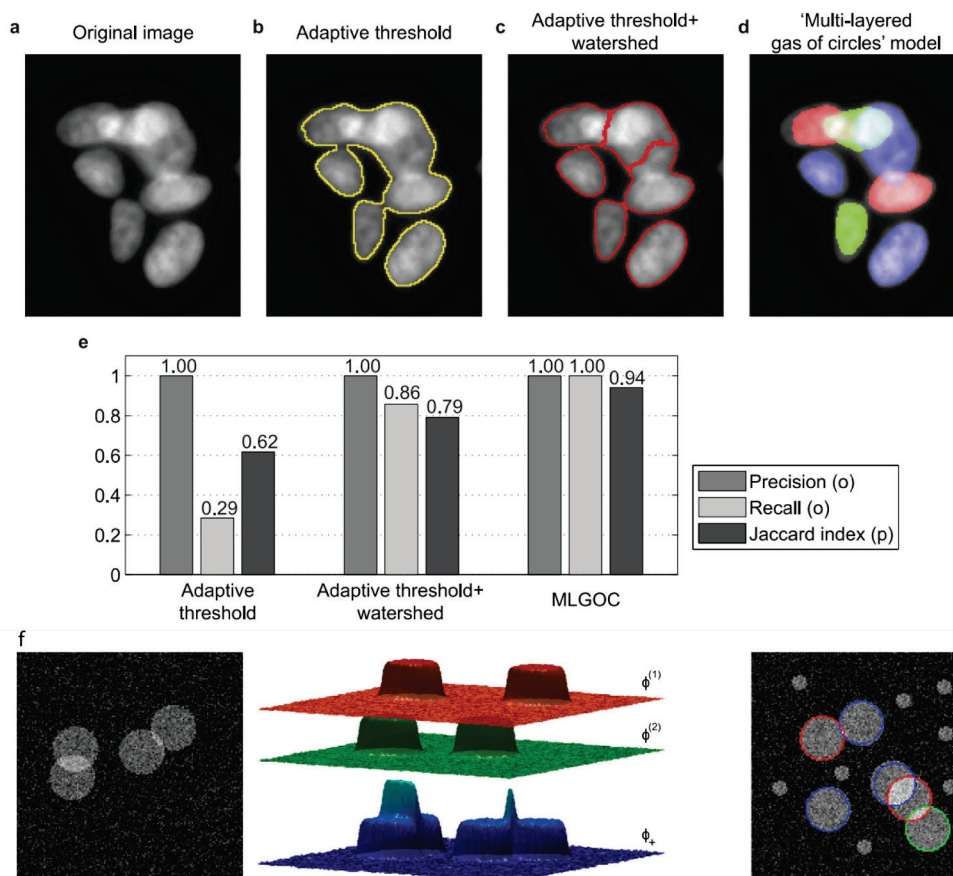 a
Original image
b
Adaptive threshold
c
Adaptive threshold+
watershed
d
‘Multi-layered
gas of circles’ model
e
1.00
0.29
0.62
1.00
0.86
0.79
1.00
1.00
0.94
1
0.8
0.6
0.4
0.2
0
Adaptive
threshold
Adaptive threshold+
watershed
MLGOC
Precision (o)
Recall (o)
Jaccard index (p)
f
ϕ(1)
ϕ(2)
ϕ+